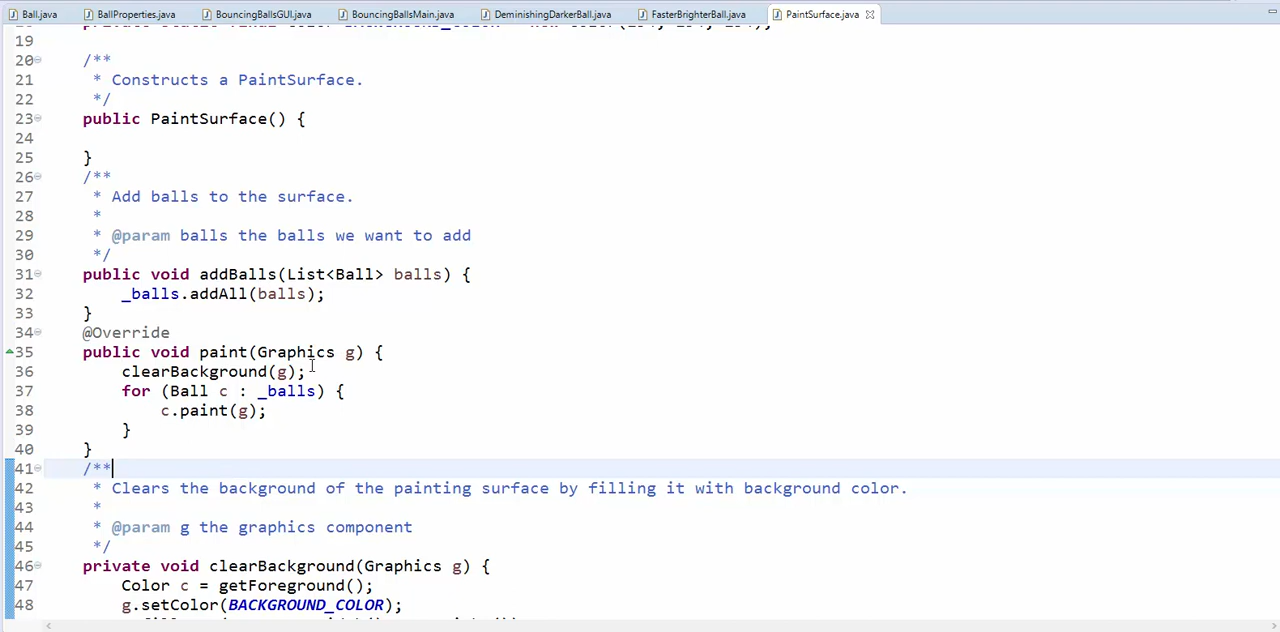 Ball.java BallProperties.java BouncingBallsGUI.java BouncingBallsMain.java DeminishingDarkerBall.java FasterBrighterBall.java PaintSurface.java
19
20 /**
21 * Constructs a PaintSurface.
22 */
23 public PaintSurface() {
24
25 }
26 /**
27 * Add balls to the surface.
28 *
29 * @param balls the balls we want to add
30 */
31 public void addBalls(List<Ball> balls) {
32 _balls.addAll(balls);
33 }
34 @Override
35 public void paint(Graphics g) {
36 clearBackground(g);
37 for (Ball c : _balls) {
38 c.paint(g);
39 }
40 }
41 /**
42 * Clears the background of the painting surface by filling it with background color.
43 *
44 * @param g the graphics component
45 */
46 private void clearBackground(Graphics g) {
47 Color c = getForeground();
48 g.setColor(BACKGROUND_COLOR);